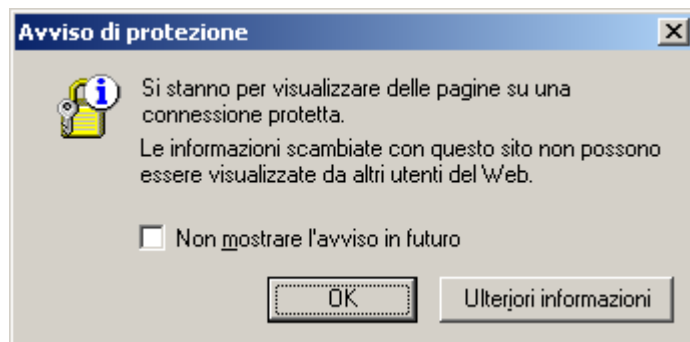 Avviso di protezione
Si stanno per visualizzare delle pagine su una
connessione protetta.
Le informazioni scambiate con questo sito non possono
essere visualizzate da altri utenti del Web.
Non mostrare l'avviso in futuro
OK
Ulteriori informazioni